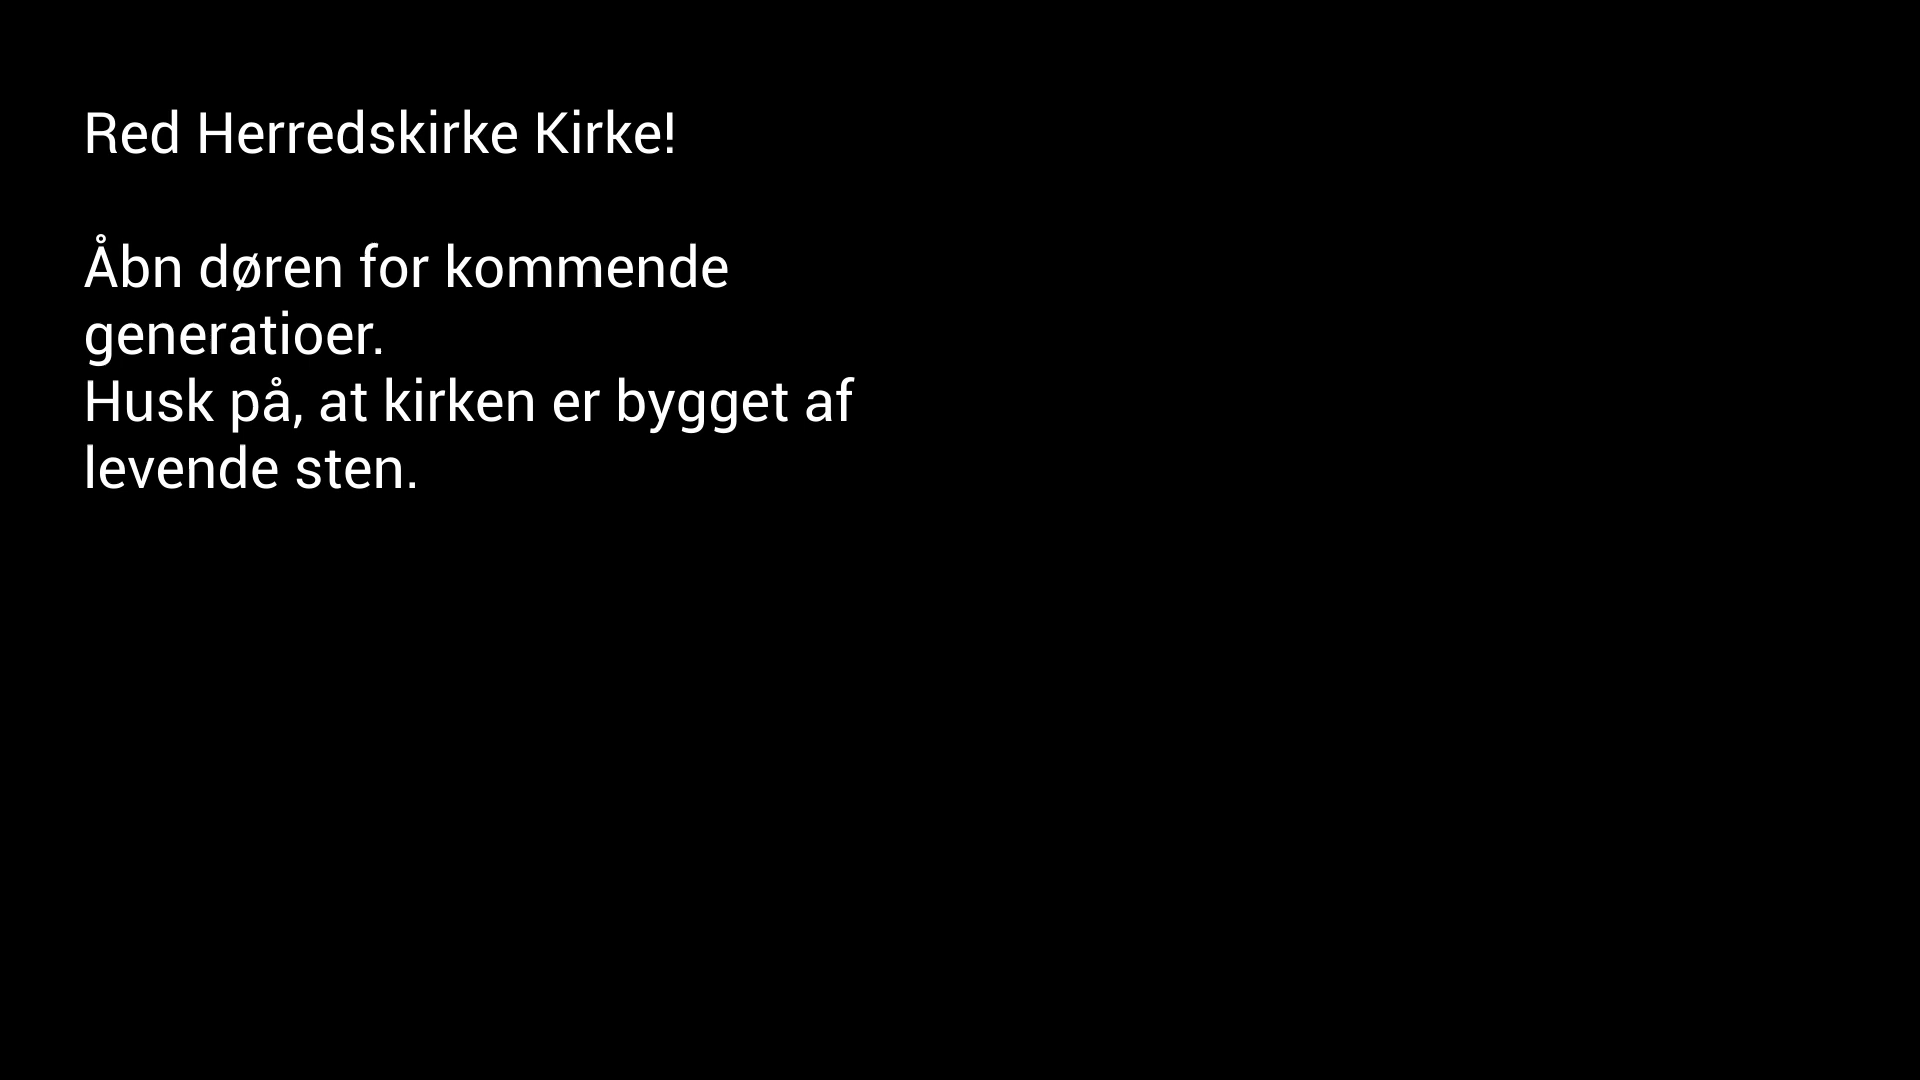 Red Herredskirke Kirke!
Åbn døren for kommende
generatioer.
Husk på, at kirken er bygget af
levende sten.